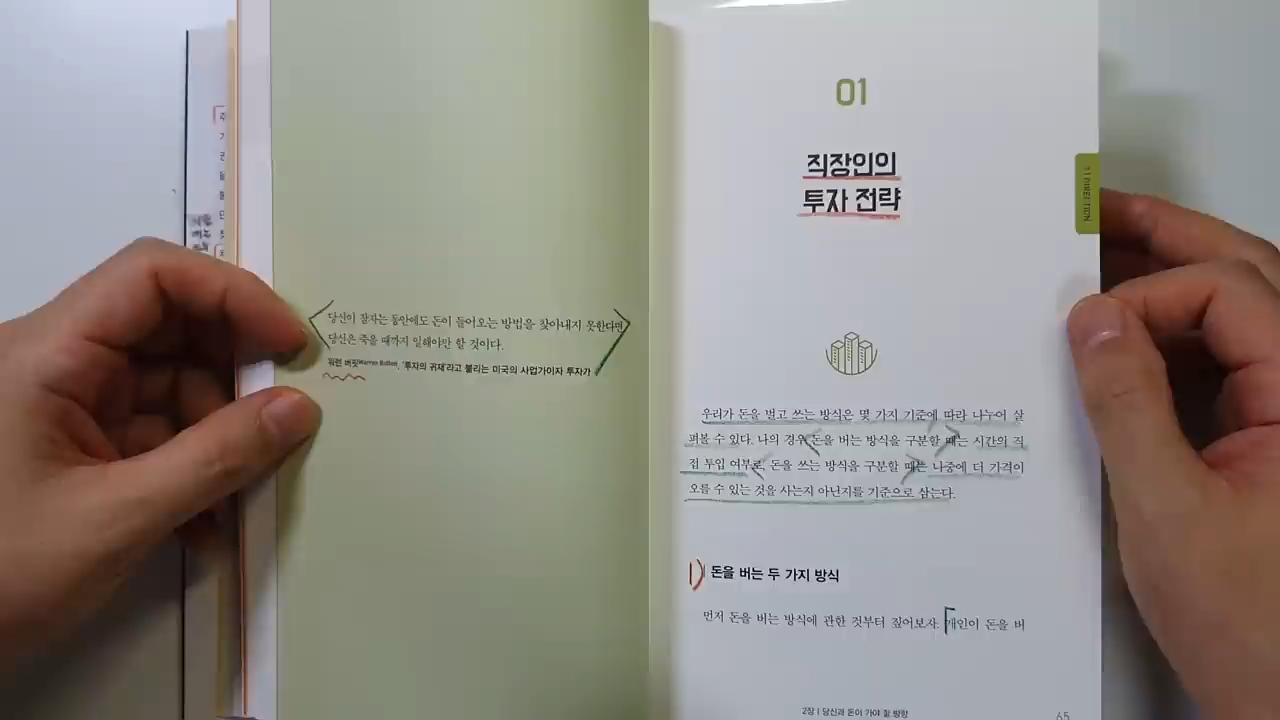 당신이 잠자는 동안에도 돈이 들어오는 방법을 찾아내지 못한다면
당신은 죽을 때까지 일해야만 할 것이다.
워런 버핏Warren Buffett, '투자의 귀재'라고 불리는 미국의 사업가이자 투자가
01
직장인의
투자 전략
우리가 돈을 벌고 쓰는 방식은 몇 가지 기준에 따라 나누어 살
펴볼 수 있다. 나의 경우 돈을 버는 방식을 구분할 때는 시간의 직
접 투입 여부로, 돈을 쓰는 방식을 구분할 때는 나중에 더 가격이
오를 수 있는 것을 사는지 아닌지를 기준으로 삼는다.
1) 돈을 버는 두 가지 방식
먼저 돈을 버는 방식에 관한 것부터 짚어보자. 개인이 돈을 버
2장 | 당신과 돈이 가야 할 방향
65